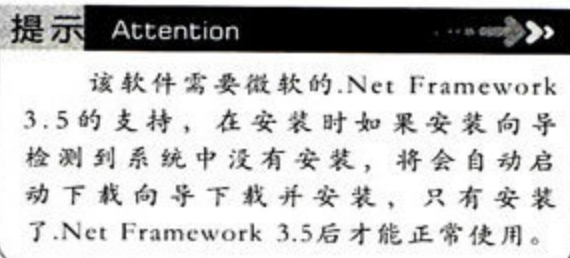 提示 Attention
该软件需要微软的.Net Framework
3.5的支持，在安装时如果安装向导
检测到系统中没有安装，将会自动启
动下载向导下载并安装，只有安装
了.Net Framework 3.5后才能正常使用。